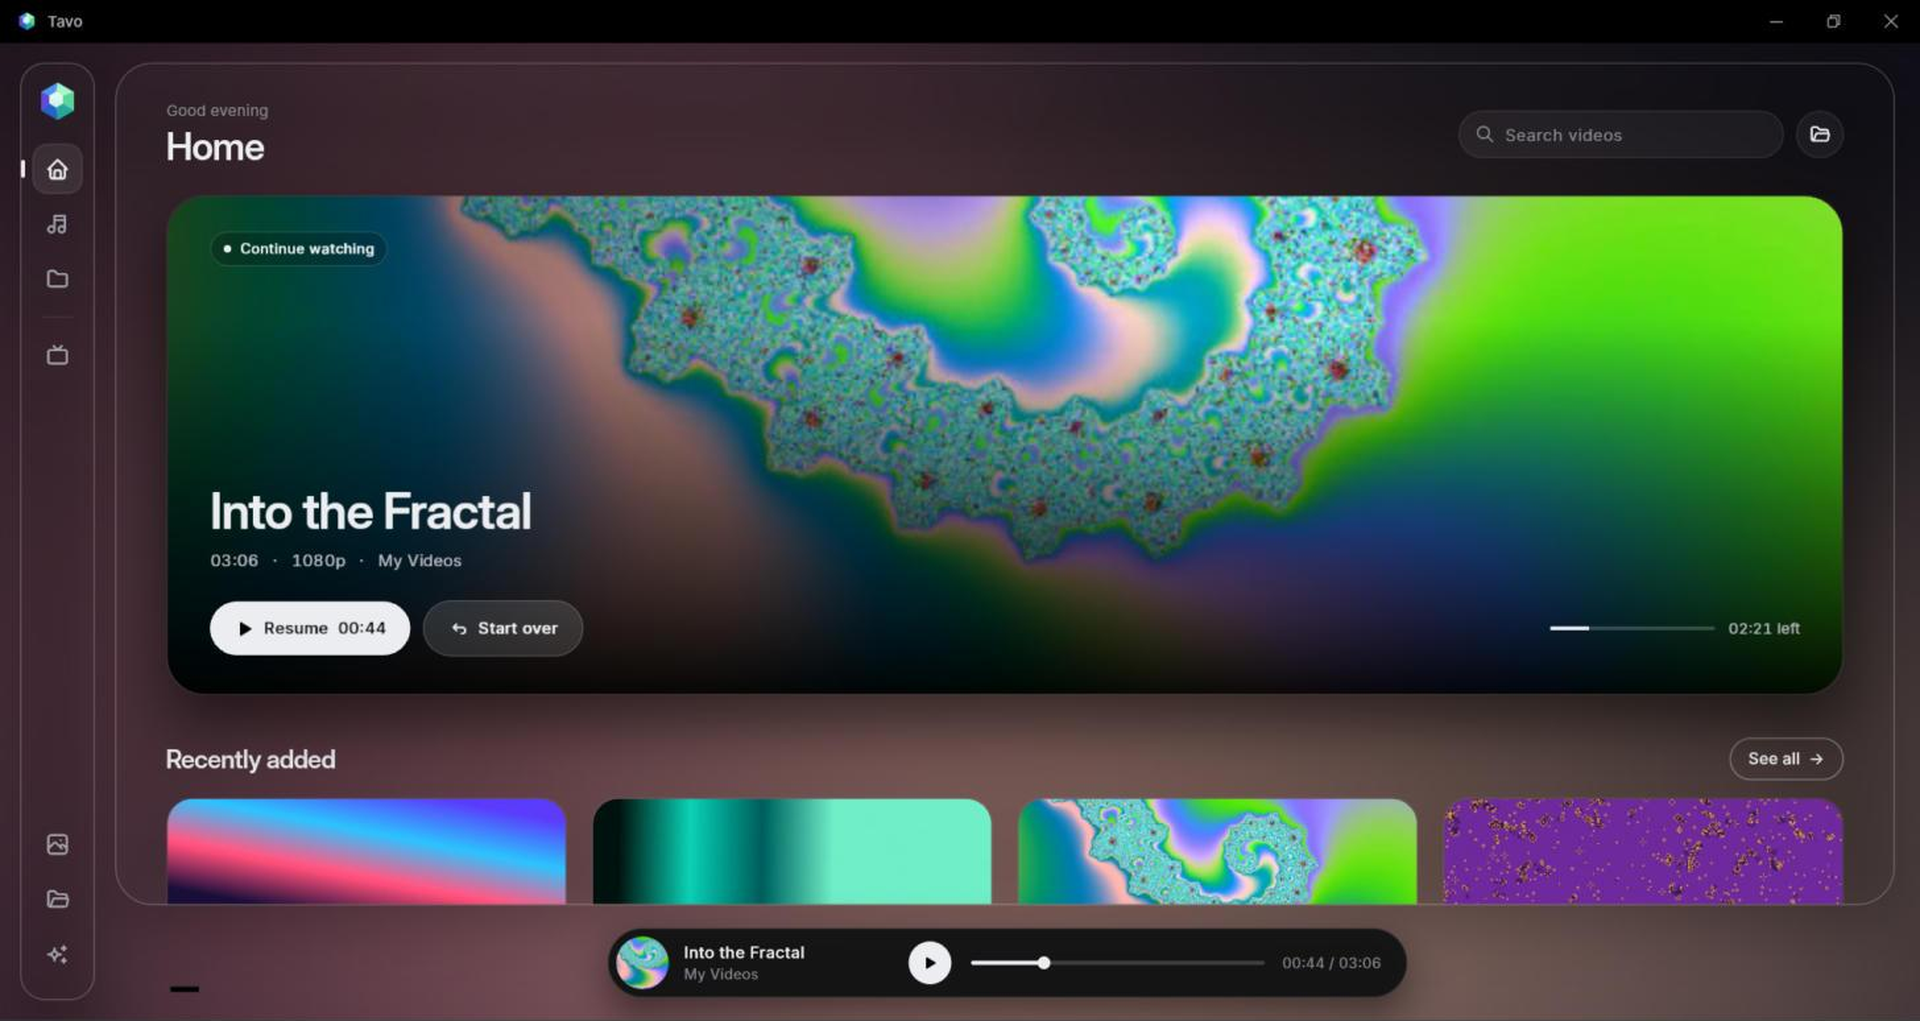 Tavo
Good evening
Home
Search videos
Continue watching
Into the Fractal
03:06 · 1080p · My Videos
Resume 00:44
Start over
02:21 left
Recently added
See all
Into the Fractal
My Videos
00:44 / 03:06